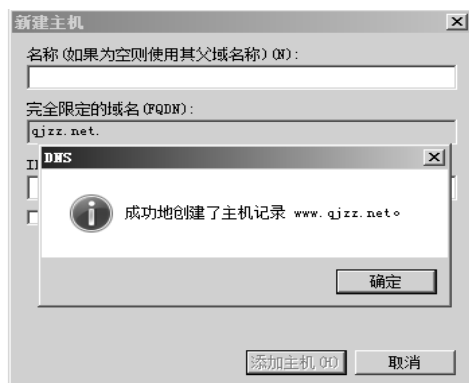 新建主机
名称(如果为空则使用其父域名称)(N):
完全限定的域名(FQDN):
qjzz.net.
DNS
成功地创建了主机记录 www.qjzz.net。
确定
添加主机(H)
取消